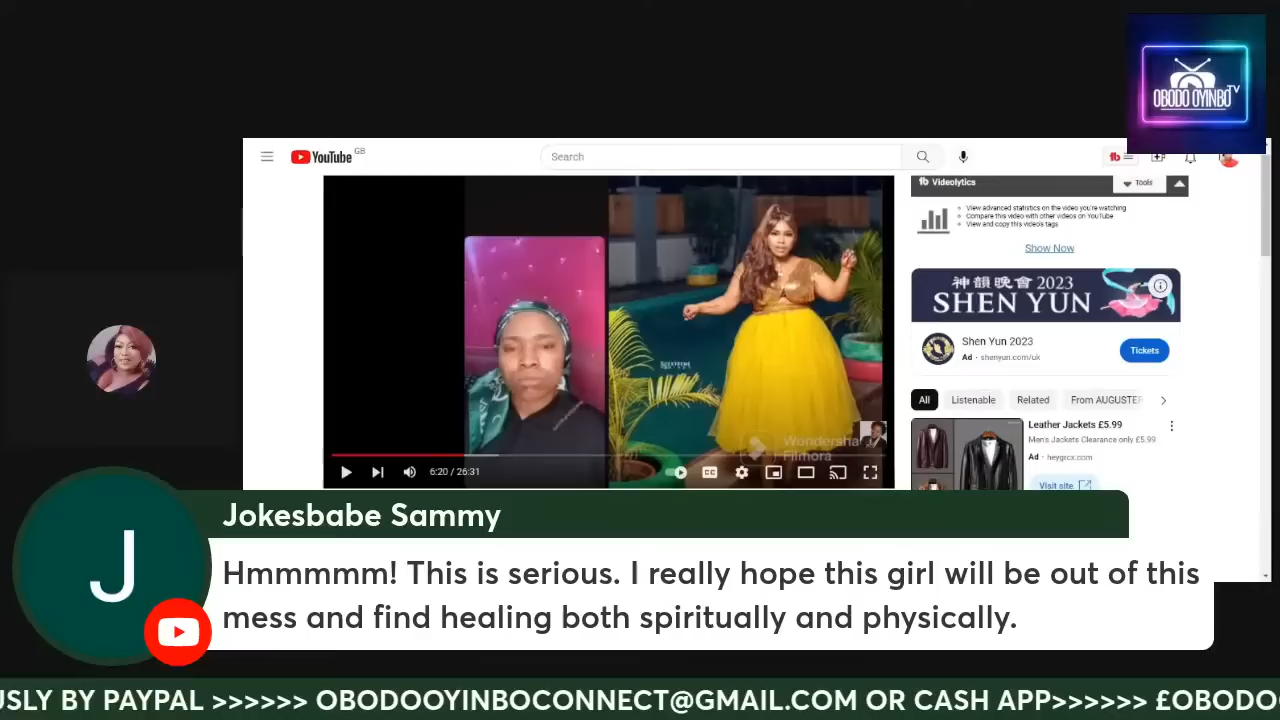 OBODO OYINBO TV
YouTube GB
Search
tb
tb Videolytics
Tools
View advanced statistics on the video you're watching
Compare this video with other videos on YouTube
View and copy this video's tags
Show Now
神韻晩會 2023
SHEN YUN
Shen Yun 2023
Ad · shenyun.com/uk
Tickets
All Listenable Related From AUGUSTER
Leather Jackets £5.99
Men's Jackets Clearance only £5.99
Ad · heygrcx.com
Visit site
Wondersha
Filmora
6:20 / 26:31
CC
J
Jokesbabe Sammy
Hmmmmm! This is serious. I really hope this girl will be out of this
mess and find healing both spiritually and physically.
USLY BY PAYPAL >>>>>> OBODOOYINBOCONNECT@GMAIL.COM OR CASH APP>>>>>> £OBODO